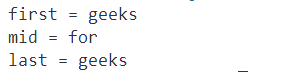 first = geeks
mid = for
last = geeks